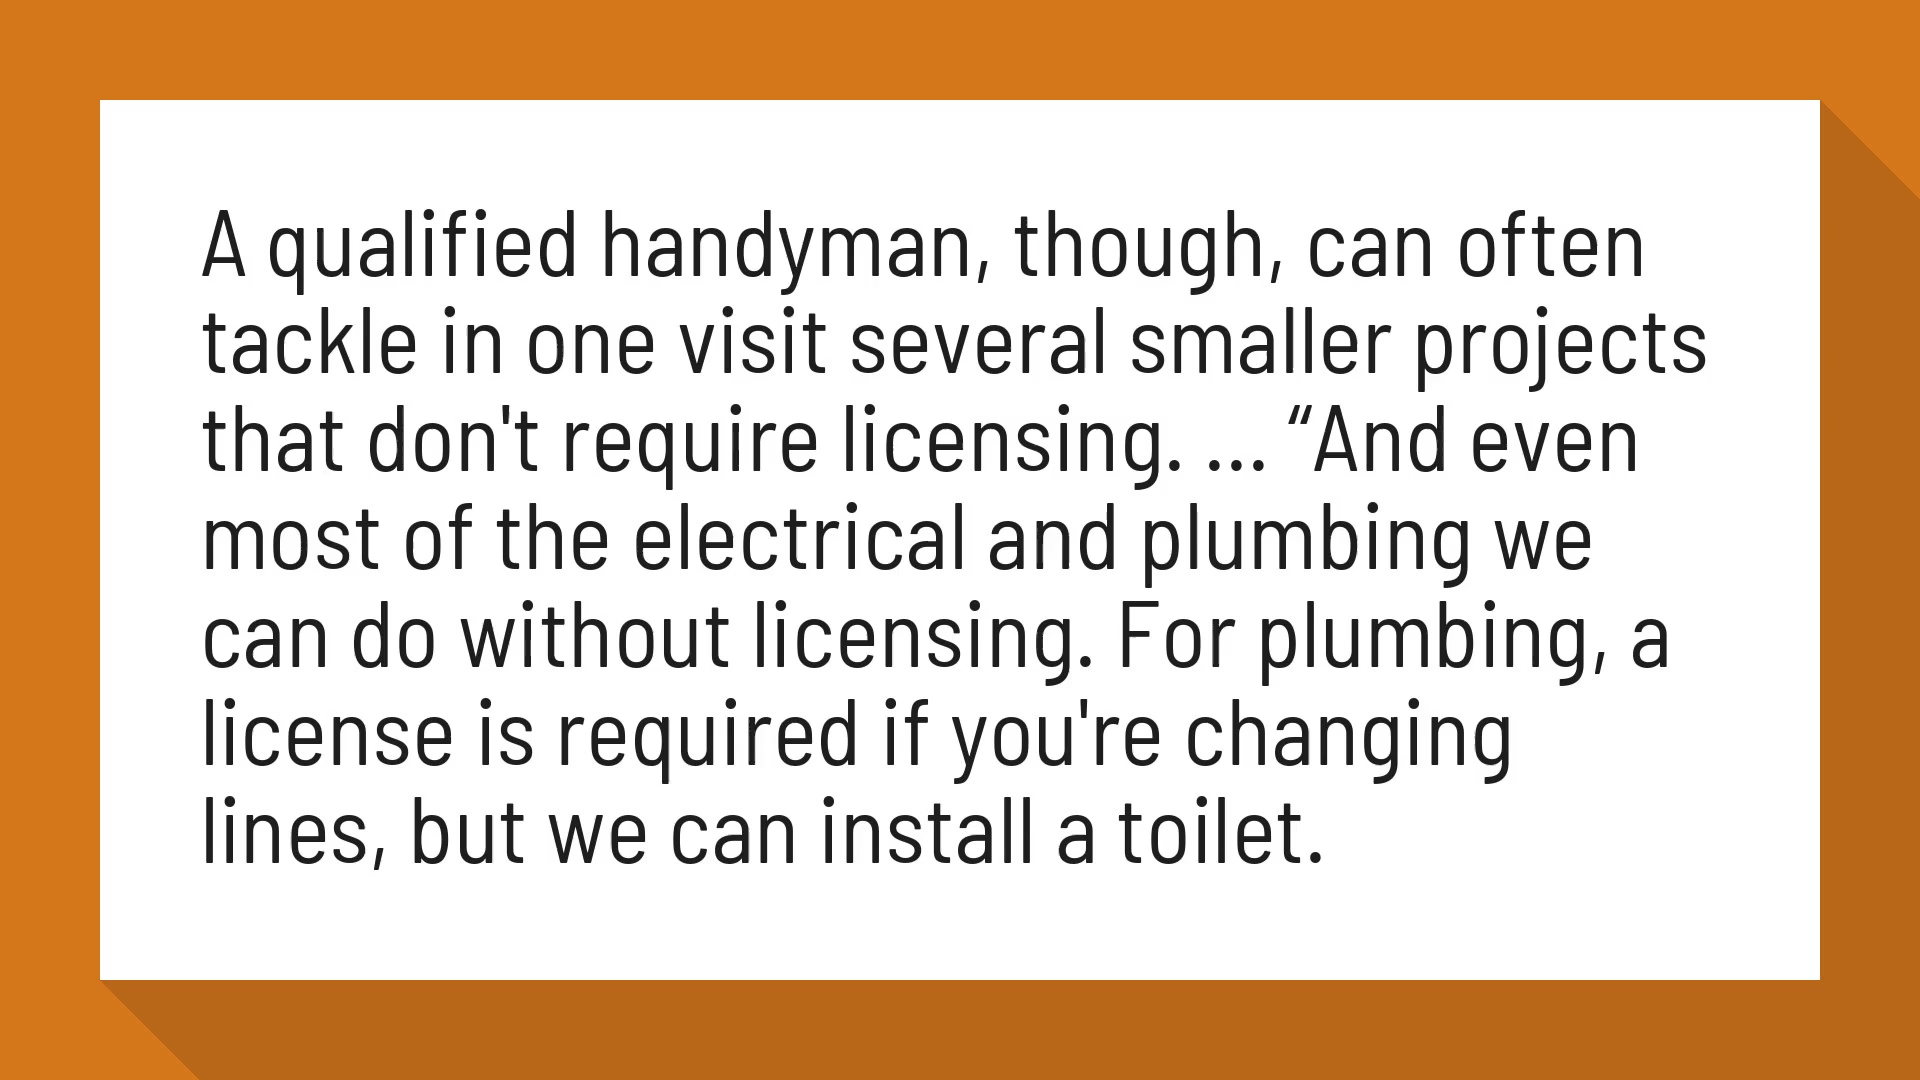 A qualified handyman, though, can often
tackle in one visit several smaller projects
that don't require licensing. ... “And even
most of the electrical and plumbing we
can do without licensing. For plumbing, a
license is required if you're changing
lines, but we can install a toilet.